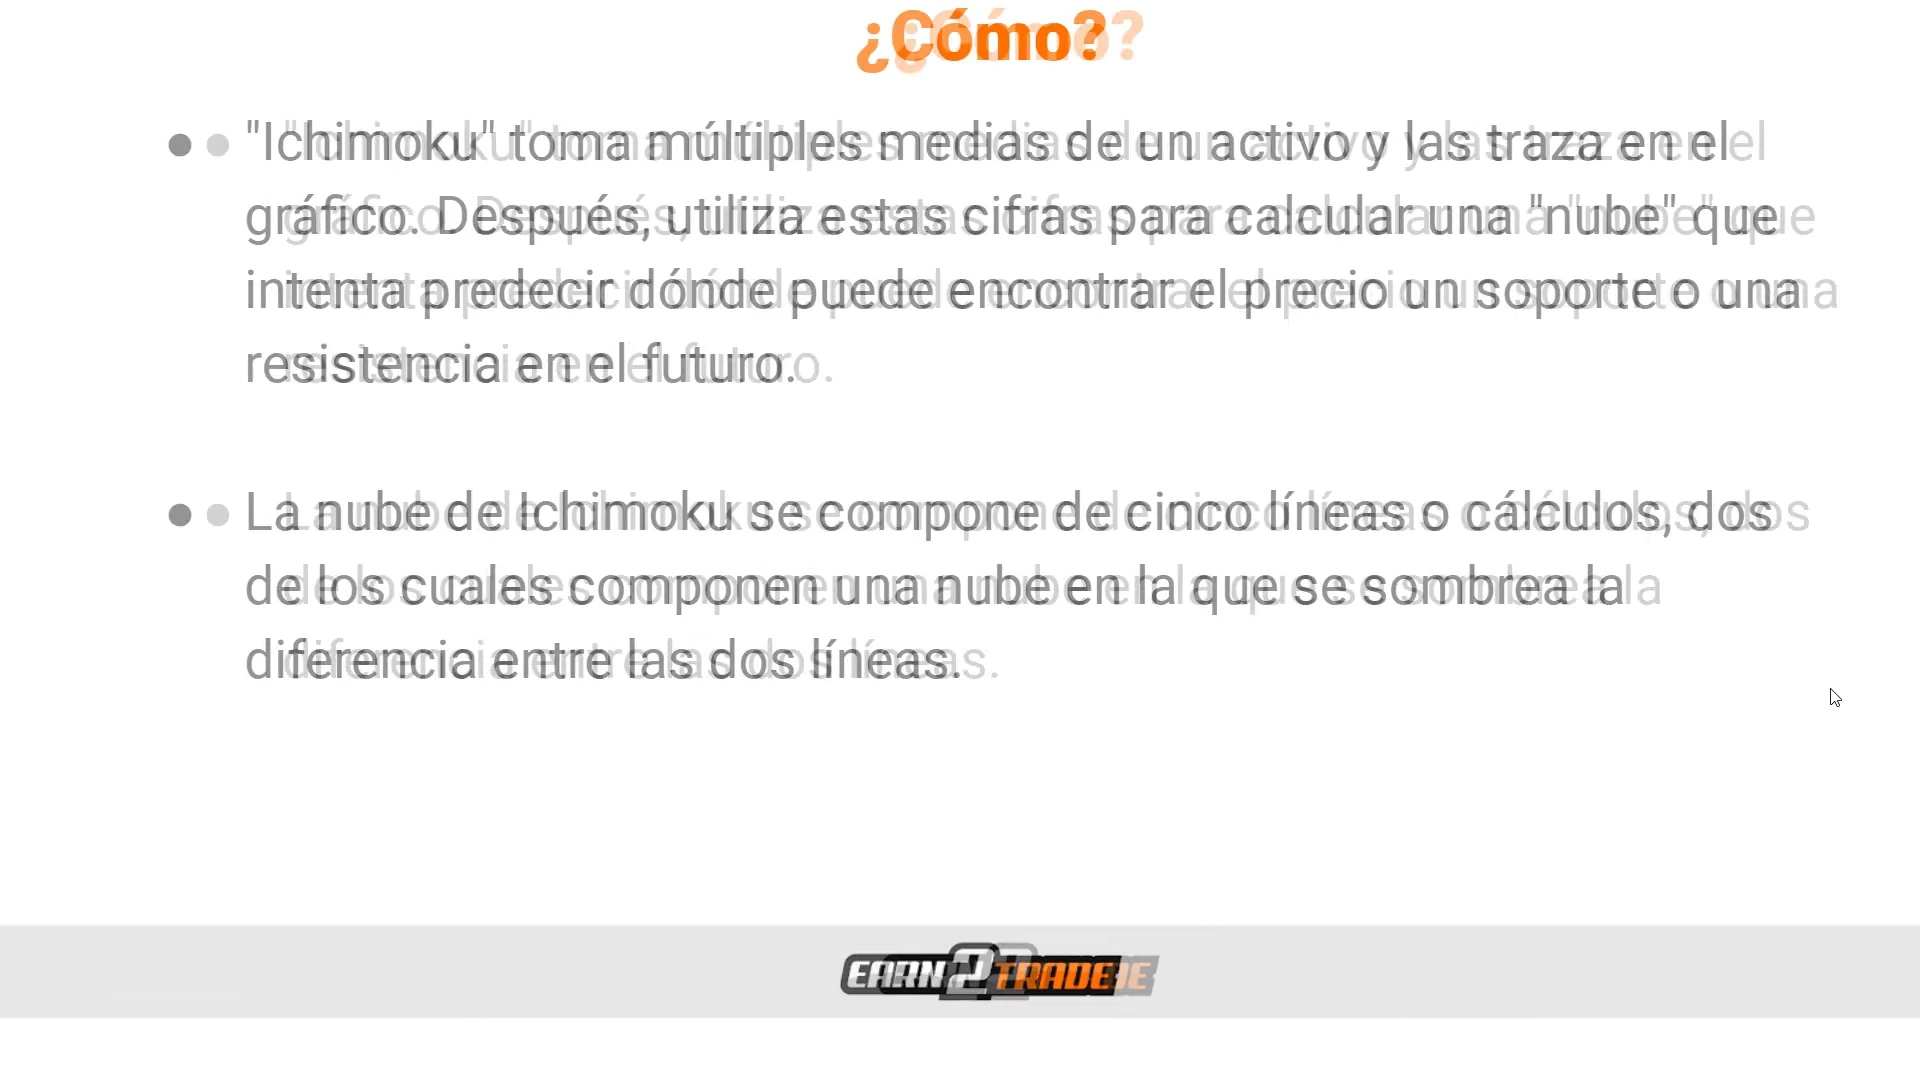 ¿Cómo?
"Ichimoku" toma múltiples medias de un activo y las traza en el
gráfico. Después, utiliza estas cifras para calcular una "nube" que
intenta predecir dónde puede encontrar el precio un soporte o una
resistencia en el futuro.
La nube de Ichimoku se compone de cinco líneas o cálculos, dos
de los cuales componen una nube en la que se sombrea la
diferencia entre las dos líneas.
EARN2TRADE